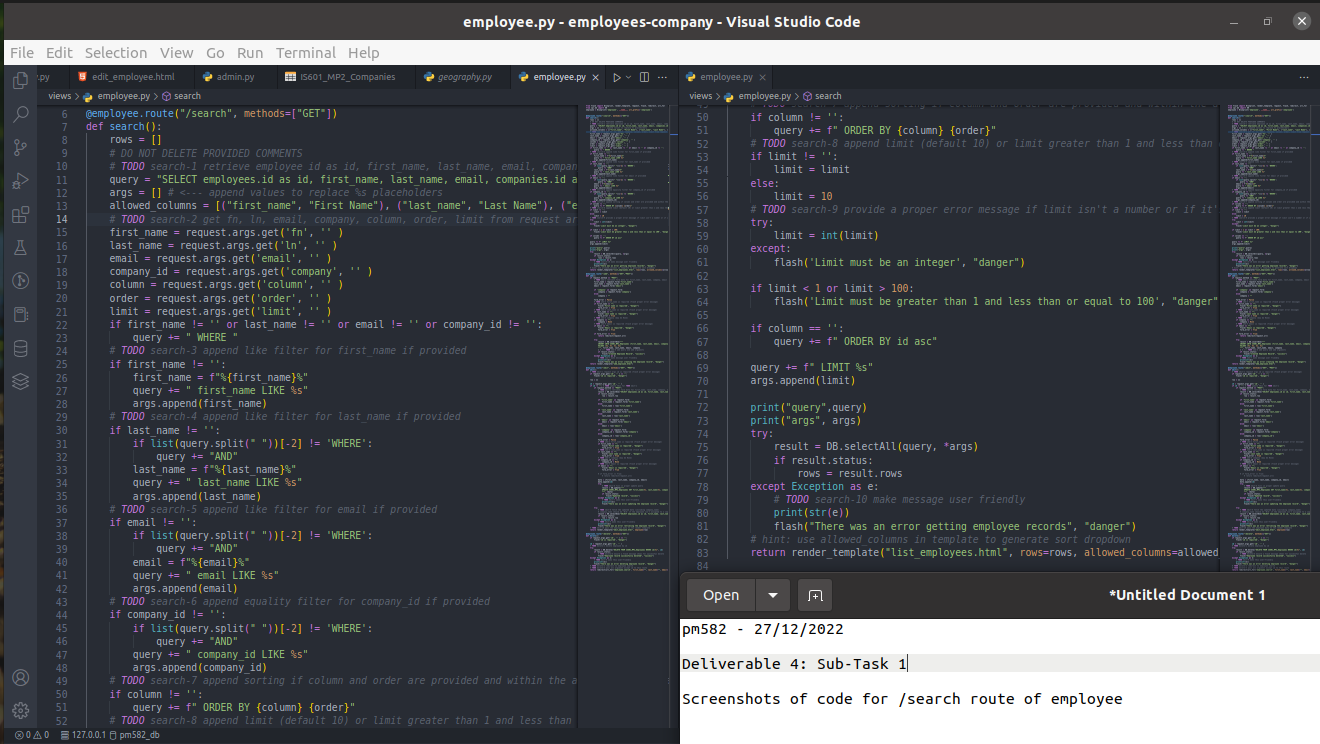 employee.py - employees-company - Visual Studio Code
File Edit Selection View Go Run Terminal Help
.py edit_employee.html admin.py IS601_MP2_Companies geography.py employee.py
views > employee.py > search
6 @employee.route("/search", methods=["GET"])
7 def search():
8 rows = []
9 # DO NOT DELETE PROVIDED COMMENTS
10 # TODO search-1 retrieve employee id as id, first_name, last_name, email, compan
11 query = "SELECT employees.id as id, first_name, last_name, email, companies.id a
12 args = [] # <--- append values to replace %s placeholders
13 allowed_columns = [("first_name", "First Name"), ("last_name", "Last Name"), ("e
14 # TODO search-2 get fn, ln, email, company, column, order, limit from request ar
15 first_name = request.args.get('fn', '' )
16 last_name = request.args.get('ln', '' )
17 email = request.args.get('email', '' )
18 company_id = request.args.get('company', '' )
19 column = request.args.get('column', '' )
20 order = request.args.get('order', '' )
21 limit = request.args.get('limit', '' )
22 if first_name != '' or last_name != '' or email != '' or company_id != '':
23 query += " WHERE "
24 # TODO search-3 append like filter for first_name if provided
25 if first_name != '':
26 first_name = f"%{first_name}%"
27 query += " first_name LIKE %s"
28 args.append(first_name)
29 # TODO search-4 append like filter for last_name if provided
30 if last_name != '':
31 if list(query.split(" "))[-2] != 'WHERE':
32 query += "AND"
33 last_name = f"%{last_name}%"
34 query += " last_name LIKE %s"
35 args.append(last_name)
36 # TODO search-5 append like filter for email if provided
37 if email != '':
38 if list(query.split(" "))[-2] != 'WHERE':
39 query += "AND"
40 email = f"%{email}%"
41 query += " email LIKE %s"
42 args.append(email)
43 # TODO search-6 append equality filter for company_id if provided
44 if company_id != '':
45 if list(query.split(" "))[-2] != 'WHERE':
46 query += "AND"
47 query += " company_id LIKE %s"
48 args.append(company_id)
49 # TODO search-7 append sorting if column and order are provided and within the a
50 if column != '':
51 query += f" ORDER BY {column} {order}"
52 # TODO search-8 append limit (default 10) or limit greater than 1 and less than
0 0 127.0.0.1 pm582_db
employee.py
views > employee.py > search
50 if column != '':
51 query += f" ORDER BY {column} {order}"
52 # TODO search-8 append limit (default 10) or limit greater than 1 and less than
53 if limit != '':
54 limit = limit
55 else:
56 limit = 10
57 # TODO search-9 provide a proper error message if limit isn't a number or if it'
58 try:
59 limit = int(limit)
60 except:
61 flash('Limit must be an integer', "danger")
62
63 if limit < 1 or limit > 100:
64 flash('Limit must be greater than 1 and less than or equal to 100', "danger"
65
66 if column == '':
67 query += f" ORDER BY id asc"
68
69 query += f" LIMIT %s"
70 args.append(limit)
71
72 print("query",query)
73 print("args", args)
74 try:
75 result = DB.selectAll(query, *args)
76 if result.status:
77 rows = result.rows
78 except Exception as e:
79 # TODO search-10 make message user friendly
80 print(str(e))
81 flash("There was an error getting employee records", "danger")
82 # hint: use allowed_columns in template to generate sort dropdown
83 return render_template("list_employees.html", rows=rows, allowed_columns=allowed
84
Open *Untitled Document 1
pm582 - 27/12/2022
Deliverable 4: Sub-Task 1
Screenshots of code for /search route of employee